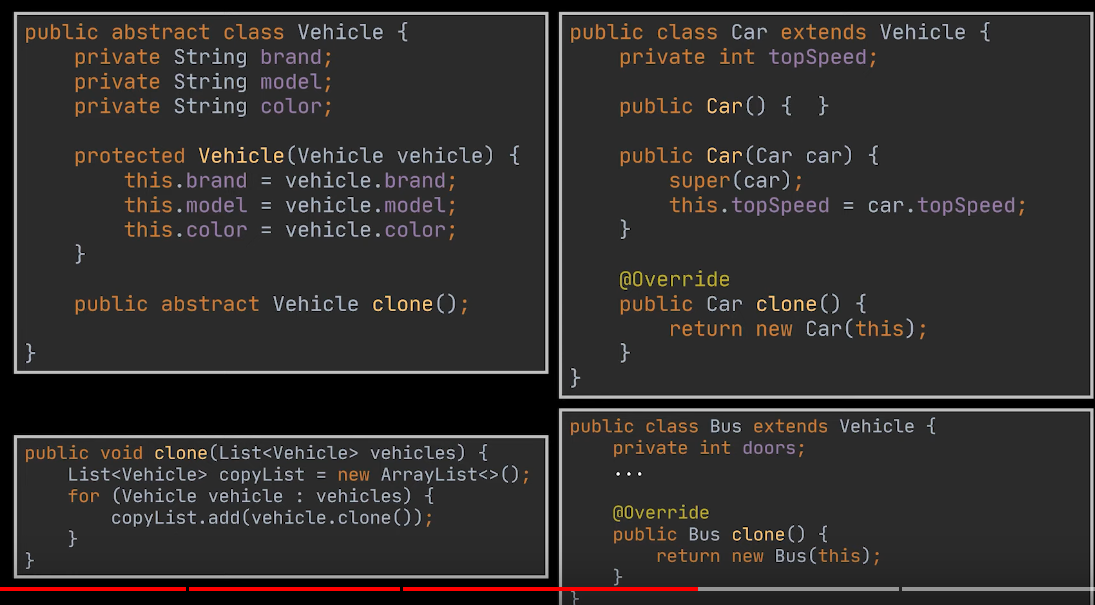 public abstract class Vehicle {
    private String brand;
    private String model;
    private String color;

    protected Vehicle(Vehicle vehicle) {
        this.brand = vehicle.brand;
        this.model = vehicle.model;
        this.color = vehicle.color;
    }

    public abstract Vehicle clone();

}
public class Car extends Vehicle {
    private int topSpeed;

    public Car() {  }

    public Car(Car car) {
        super(car);
        this.topSpeed = car.topSpeed;
    }

    @Override
    public Car clone() {
        return new Car(this);
    }
}
public void clone(List<Vehicle> vehicles) {
    List<Vehicle> copyList = new ArrayList<>();
    for (Vehicle vehicle : vehicles) {
        copyList.add(vehicle.clone());
    }
}
public class Bus extends Vehicle {
    private int doors;
    ...

    @Override
    public Bus clone() {
        return new Bus(this);
    }
}